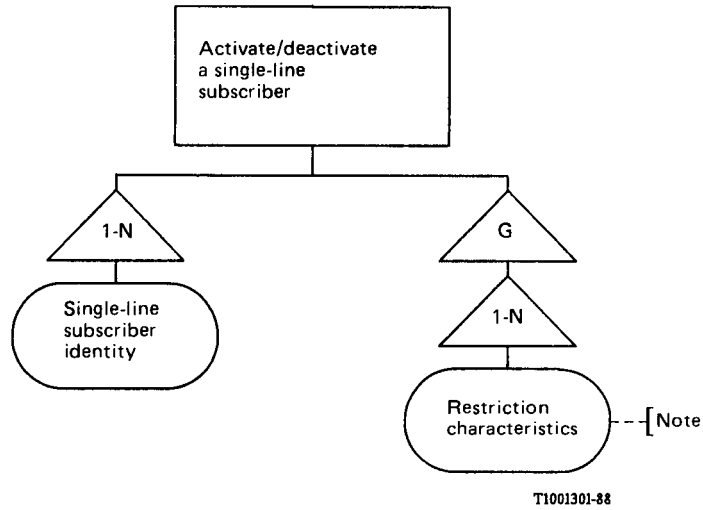 Activate/deactivate
a single-line
subscriber
1-N
G
Single-line
subscriber
identity
1-N
Restriction
characteristics
Note
T1001301-88